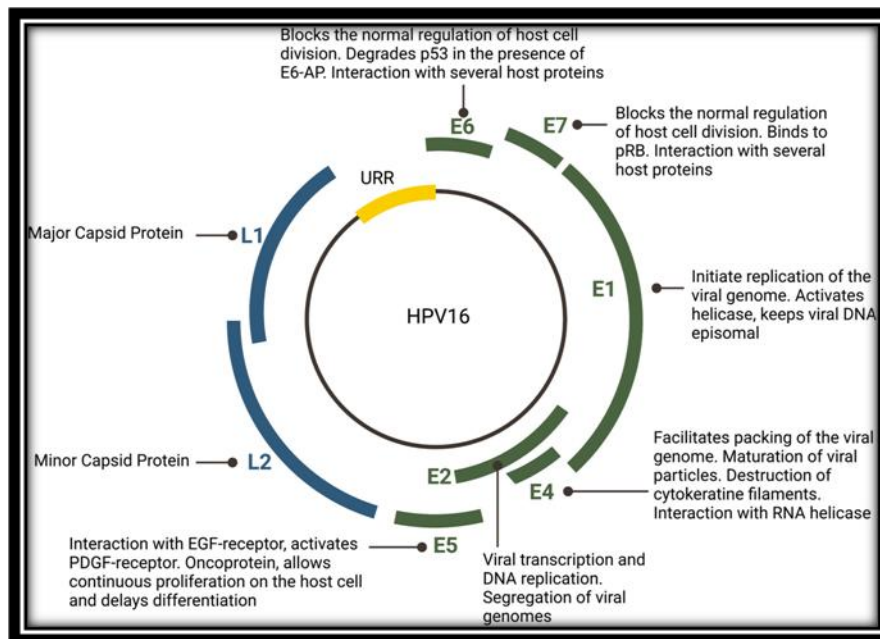 Blocks the normal regulation of host cell
division. Degrades p53 in the presence of
E6-AP. Interaction with several host proteins
E6
E7
Blocks the normal regulation
of host cell division. Binds to
pRB. Interaction with several
host proteins
URR
Major Capsid Protein
L1
E1
Initiate replication of the
viral genome. Activates
helicase, keeps viral DNA
episomal
HPV16
Minor Capsid Protein
L2
E2
E4
Facilitates packing of the viral
genome. Maturation of viral
particles. Destruction of
cytokeratine filaments.
Interaction with RNA helicase
E5
Interaction with EGF-receptor, activates
PDGF-receptor. Oncoprotein, allows
continuous proliferation on the host cell
and delays differentiation
Viral transcription and
DNA replication.
Segregation of viral
genomes